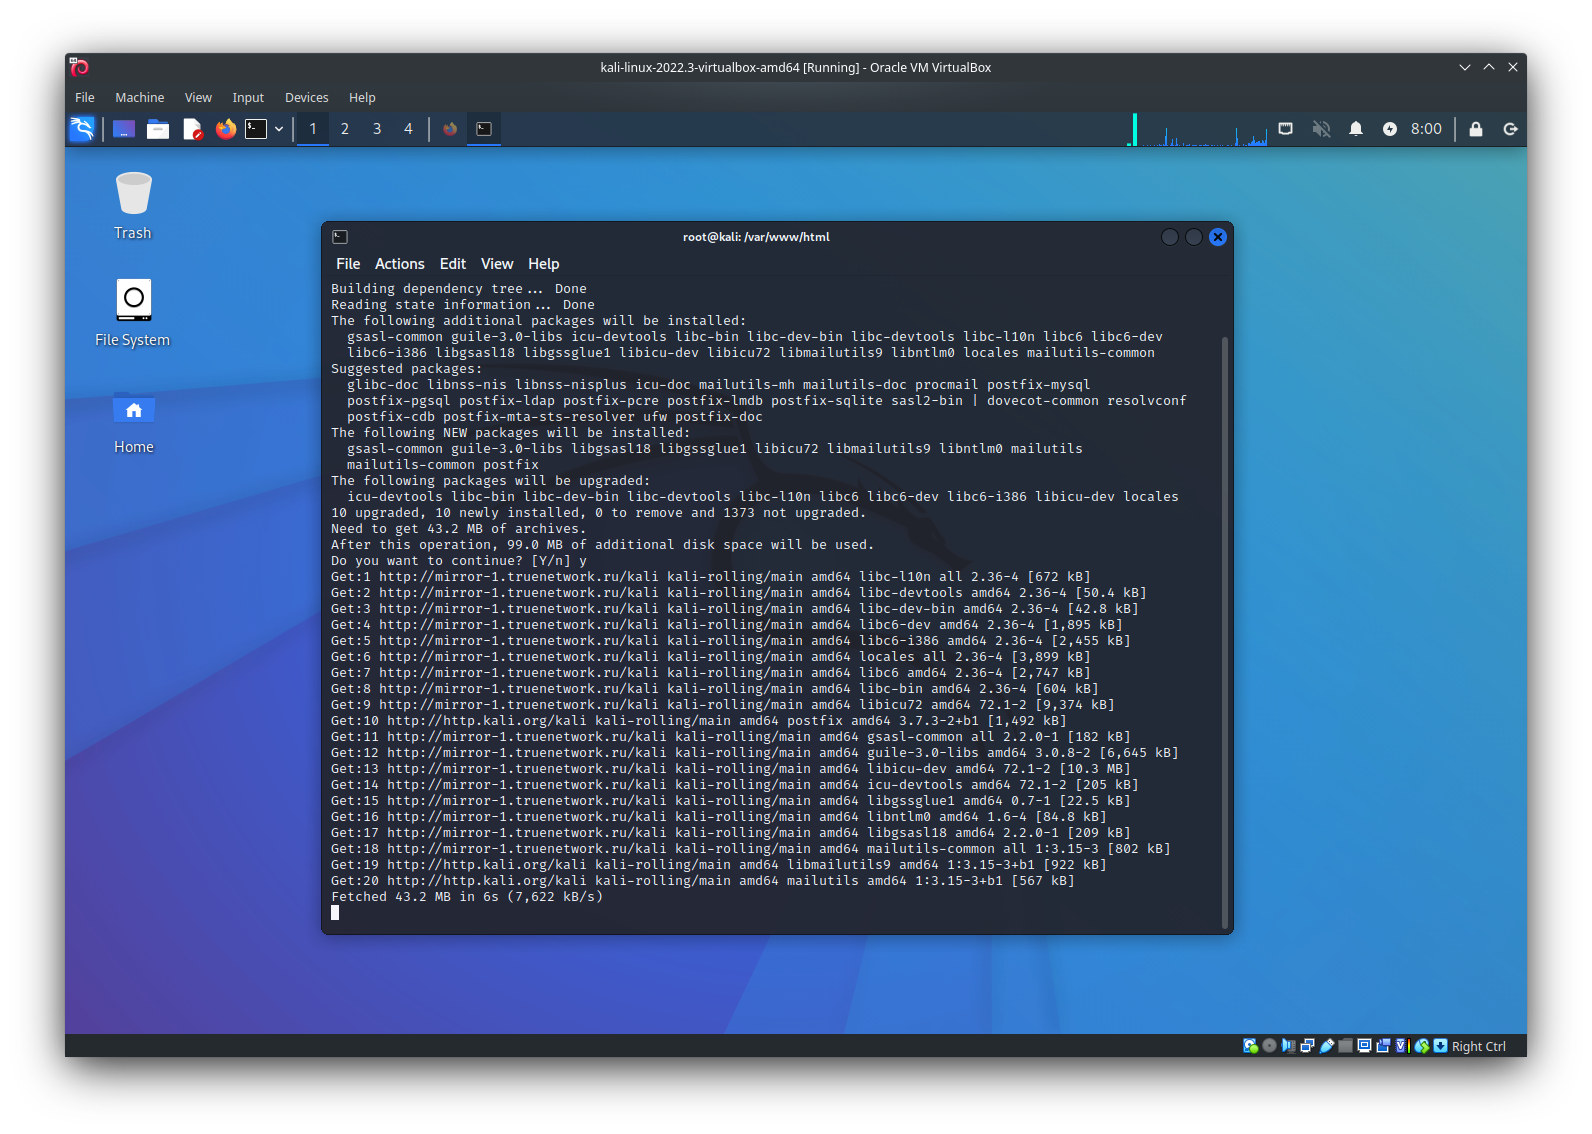 kali-linux-2022.3-virtualbox-amd64 [Running] - Oracle VM VirtualBox
File Machine View Input Devices Help
1 2 3 4 8:00
Trash
File System
Home
root@kali: /var/www/html
File Actions Edit View Help
Building dependency tree... Done
Reading state information... Done
The following additional packages will be installed:
gsasl-common guile-3.0-libs icu-devtools libc-bin libc-dev-bin libc-devtools libc-l10n libc6 libc6-dev
libc6-i386 libgsasl18 libgssglue1 libicu-dev libicu72 libmailutils9 libntlm0 locales mailutils-common
Suggested packages:
glibc-doc libnss-nis libnss-nisplus icu-doc mailutils-mh mailutils-doc procmail postfix-mysql
postfix-pgsql postfix-ldap postfix-pcre postfix-lmdb postfix-sqlite sasl2-bin | dovecot-common resolvconf
postfix-cdb postfix-mta-sts-resolver ufw postfix-doc
The following NEW packages will be installed:
gsasl-common guile-3.0-libs libgsasl18 libgssglue1 libicu72 libmailutils9 libntlm0 mailutils
mailutils-common postfix
The following packages will be upgraded:
icu-devtools libc-bin libc-dev-bin libc-devtools libc-l10n libc6 libc6-dev libc6-i386 libicu-dev locales
10 upgraded, 10 newly installed, 0 to remove and 1373 not upgraded.
Need to get 43.2 MB of archives.
After this operation, 99.0 MB of additional disk space will be used.
Do you want to continue? [Y/n] y
Get:1 http://mirror-1.truenetwork.ru/kali kali-rolling/main amd64 libc-l10n all 2.36-4 [672 kB]
Get:2 http://mirror-1.truenetwork.ru/kali kali-rolling/main amd64 libc-devtools amd64 2.36-4 [50.4 kB]
Get:3 http://mirror-1.truenetwork.ru/kali kali-rolling/main amd64 libc-dev-bin amd64 2.36-4 [42.8 kB]
Get:4 http://mirror-1.truenetwork.ru/kali kali-rolling/main amd64 libc6-dev amd64 2.36-4 [1,895 kB]
Get:5 http://mirror-1.truenetwork.ru/kali kali-rolling/main amd64 libc6-i386 amd64 2.36-4 [2,455 kB]
Get:6 http://mirror-1.truenetwork.ru/kali kali-rolling/main amd64 locales all 2.36-4 [3,899 kB]
Get:7 http://mirror-1.truenetwork.ru/kali kali-rolling/main amd64 libc6 amd64 2.36-4 [2,747 kB]
Get:8 http://mirror-1.truenetwork.ru/kali kali-rolling/main amd64 libc-bin amd64 2.36-4 [604 kB]
Get:9 http://mirror-1.truenetwork.ru/kali kali-rolling/main amd64 libicu72 amd64 72.1-2 [9,374 kB]
Get:10 http://http.kali.org/kali kali-rolling/main amd64 postfix amd64 3.7.3-2+b1 [1,492 kB]
Get:11 http://mirror-1.truenetwork.ru/kali kali-rolling/main amd64 gsasl-common all 2.2.0-1 [182 kB]
Get:12 http://mirror-1.truenetwork.ru/kali kali-rolling/main amd64 guile-3.0-libs amd64 3.0.8-2 [6,645 kB]
Get:13 http://mirror-1.truenetwork.ru/kali kali-rolling/main amd64 libicu-dev amd64 72.1-2 [10.3 MB]
Get:14 http://mirror-1.truenetwork.ru/kali kali-rolling/main amd64 icu-devtools amd64 72.1-2 [205 kB]
Get:15 http://mirror-1.truenetwork.ru/kali kali-rolling/main amd64 libgssglue1 amd64 0.7-1 [22.5 kB]
Get:16 http://mirror-1.truenetwork.ru/kali kali-rolling/main amd64 libntlm0 amd64 1.6-4 [84.8 kB]
Get:17 http://mirror-1.truenetwork.ru/kali kali-rolling/main amd64 libgsasl18 amd64 2.2.0-1 [209 kB]
Get:18 http://mirror-1.truenetwork.ru/kali kali-rolling/main amd64 mailutils-common all 1:3.15-3 [802 kB]
Get:19 http://http.kali.org/kali kali-rolling/main amd64 libmailutils9 amd64 1:3.15-3+b1 [922 kB]
Get:20 http://http.kali.org/kali kali-rolling/main amd64 mailutils amd64 1:3.15-3+b1 [567 kB]
Fetched 43.2 MB in 6s (7,622 kB/s)
Right Ctrl